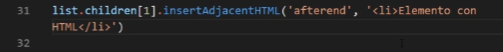 31 list.children[1].insertAdjacentHTML('afterend', '<li>Elemento con
HTML</li>')
32